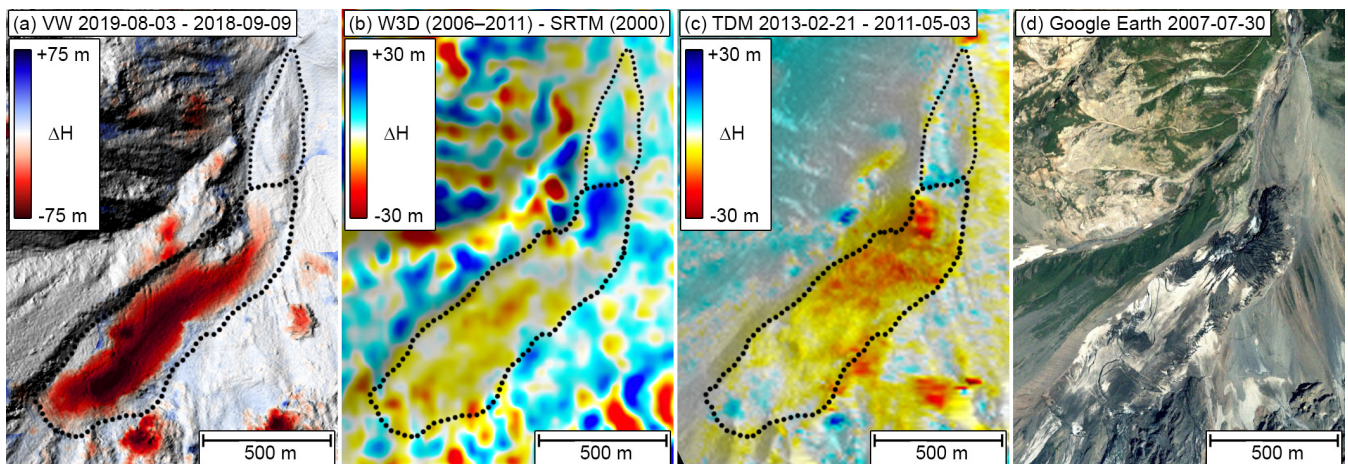 (a) VW 2019-08-03 - 2018-09-09
+75 m
ΔH
-75 m
500 m
(b) W3D (2006–2011) - SRTM (2000)
+30 m
ΔH
-30 m
500 m
(c) TDM 2013-02-21 - 2011-05-03
+30 m
ΔH
-30 m
500 m
(d) Google Earth 2007-07-30
500 m